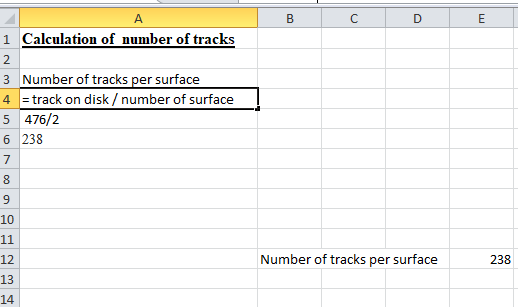 A B C D E
1 Calculation of number of tracks
2
3 Number of tracks per surface
4 = track on disk / number of surface
5 476/2
6 238
7
8
9
10
11
12 Number of tracks per surface 238
13
14